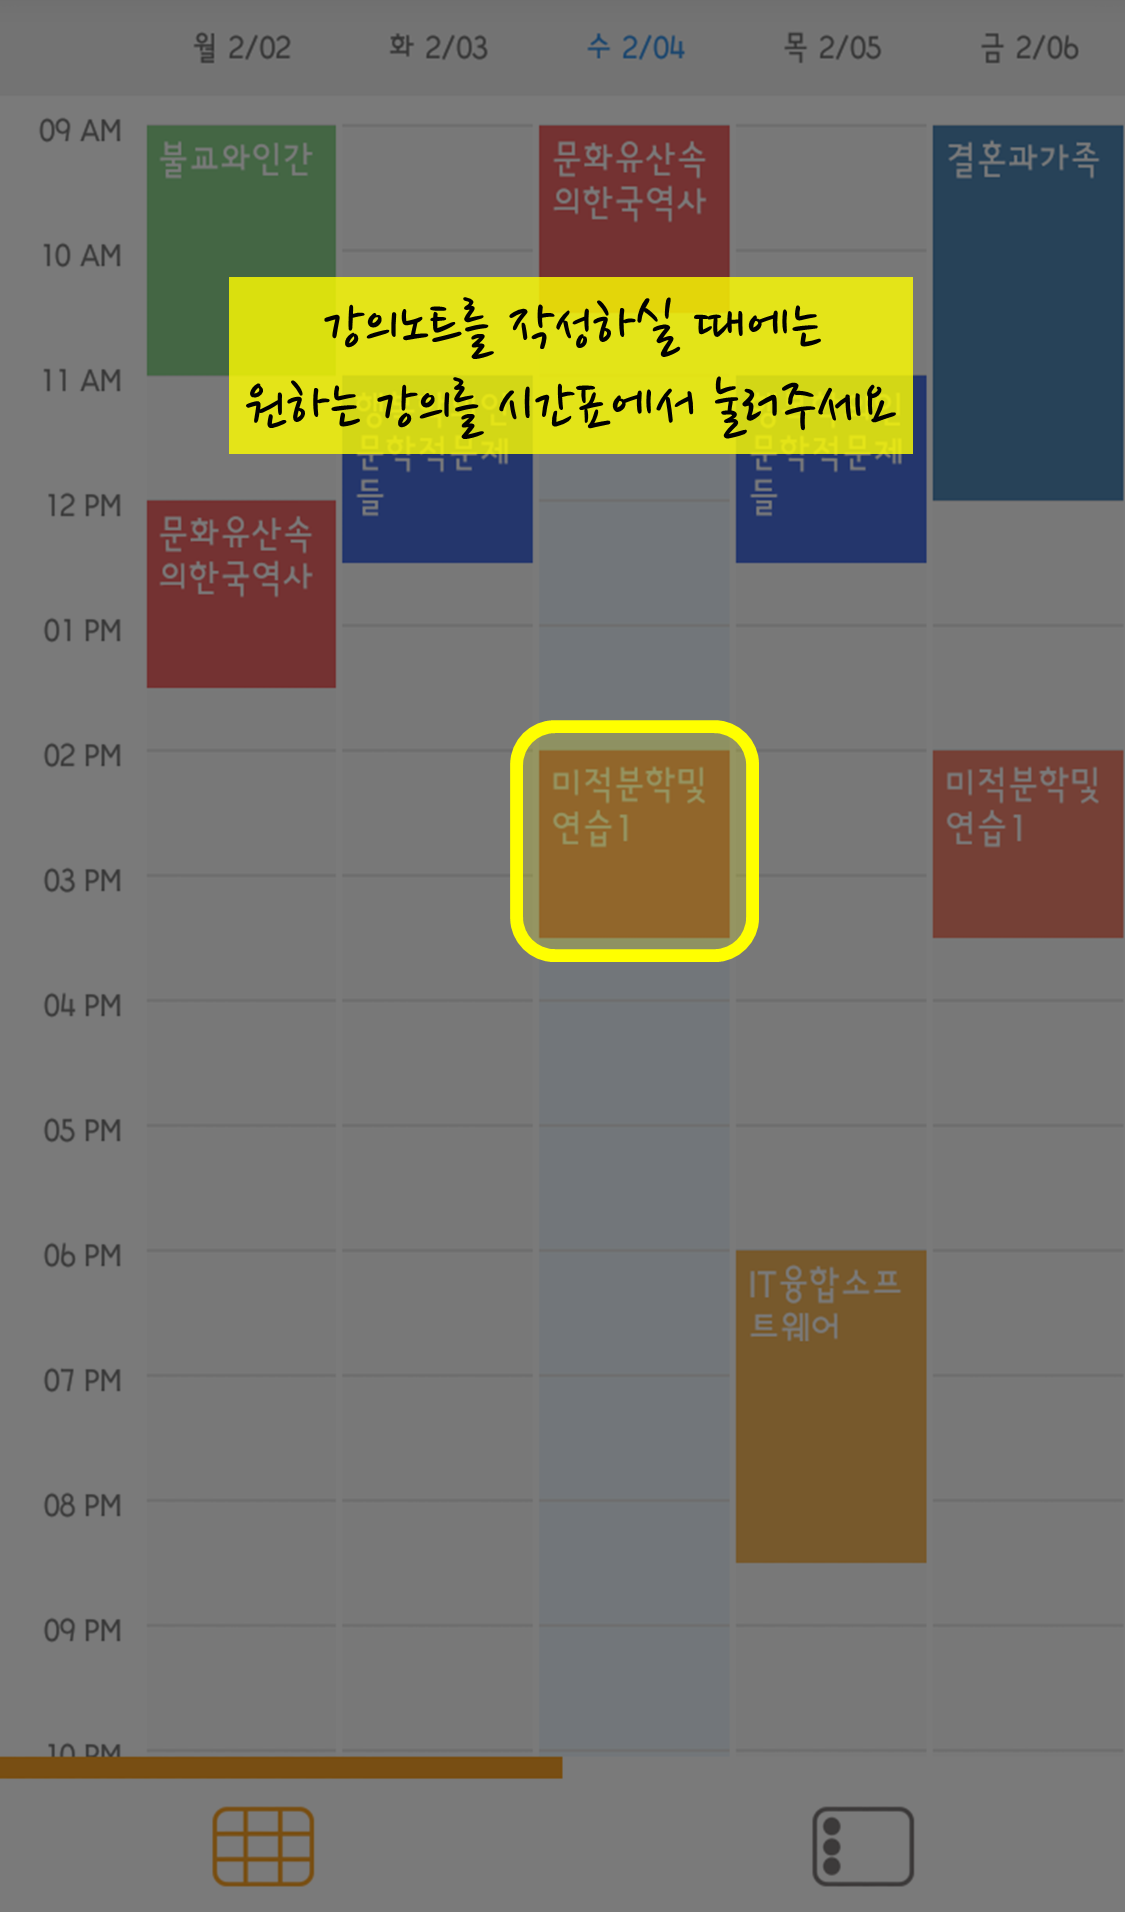 월 2/02
화 2/03
수 2/04
목 2/05
금 2/06
09 AM
불교와인간
문화유산속
의한국역사
결혼과가족
10 AM
강의노트를 작성하실 때에는
원하는 강의를 시간표에서 눌러주세요
11 AM
문학적문제
들
문학적문제
들
12 PM
문화유산속
의한국역사
01 PM
02 PM
미적분학및
연습1
미적분학및
연습1
03 PM
04 PM
05 PM
06 PM
IT융합소프
트웨어
07 PM
08 PM
09 PM
10 PM